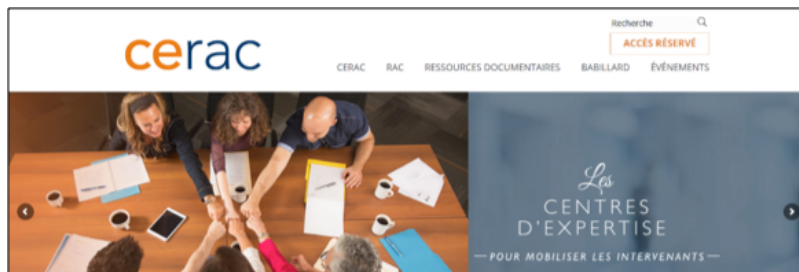 Recherche
ACCÈS RÉSERVÉ
cerac
CERAC RAC RESSOURCES DOCUMENTAIRES BABILLARD ÉVÉNEMENTS
Les
CENTRES
D'EXPERTISE
— POUR MOBILISER LES INTERVENANTS —